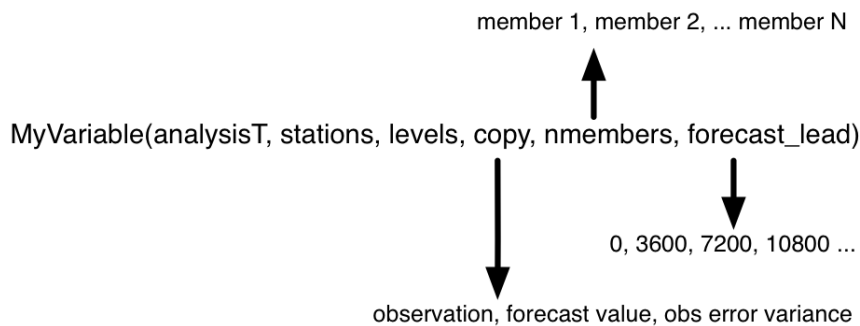 member 1, member 2, ... member N
MyVariable(analysisT, stations, levels, copy, nmembers, forecast_lead)
0, 3600, 7200, 10800 ...
observation, forecast value, obs error variance